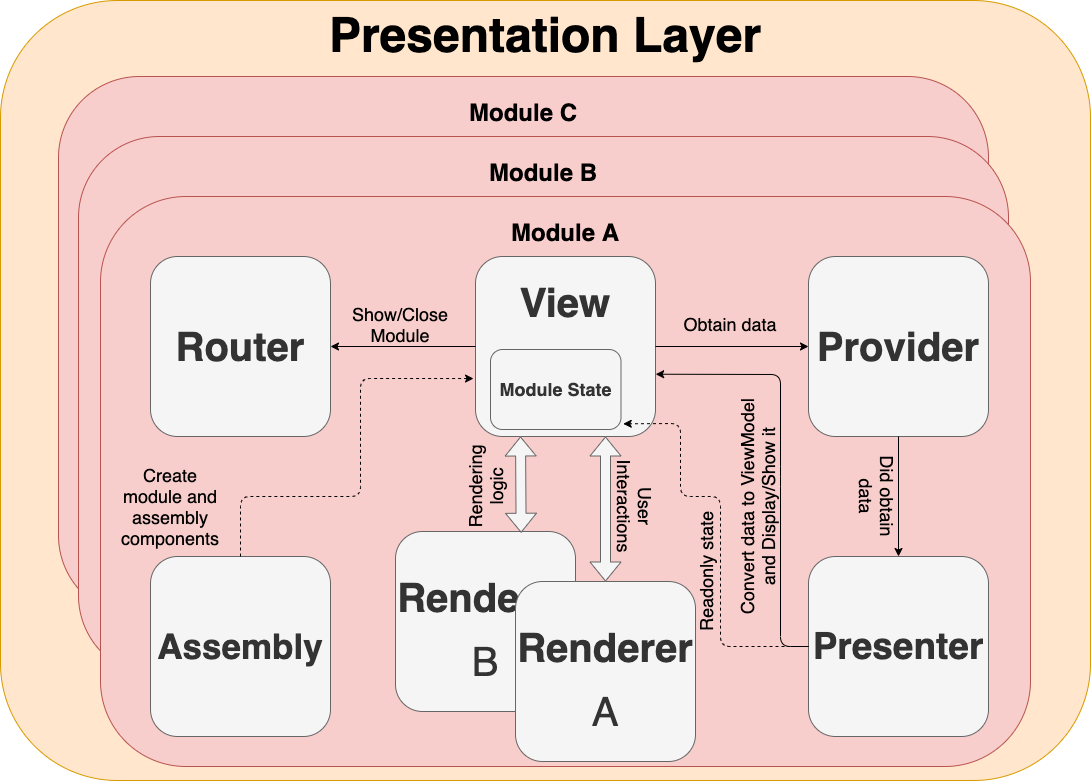 Presentation Layer
Module C
Module B
Module A
Router
Show/Close
Module
View
Module State
Obtain data
Provider
Create
module and
assembly
components
Rendering
logic
User
Interactions
Readonly state
Convert data to ViewModel
and Display/Show it
Did obtain
data
Assembly
Rende
B
Renderer
A
Presenter